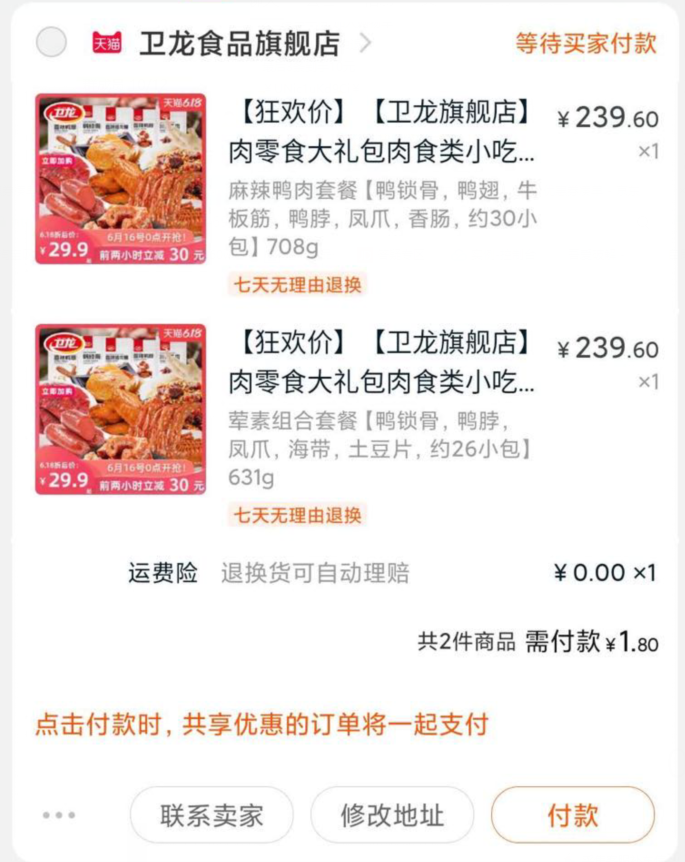 天猫 卫龙食品旗舰店 >
等待买家付款
天猫6.18
卫龙
立即加购
6.18折后价:
¥29.9
6月16号0点开抢!
前两小时立减 30 元
【狂欢价】【卫龙旗舰店】
¥239.60
肉零食大礼包肉食类小吃...
×1
麻辣鸭肉套餐【鸭锁骨,鸭翅,牛
板筋,鸭脖,凤爪,香肠,约30小
包】708g
七天无理由退换
天猫6.18
卫龙
立即加购
6.18折后价:
¥29.9
6月16号0点开抢!
前两小时立减 30 元
【狂欢价】【卫龙旗舰店】
¥239.60
肉零食大礼包肉食类小吃...
×1
荤素组合套餐【鸭锁骨,鸭脖,
凤爪,海带,土豆片,约26小包】
631g
七天无理由退换
运费险 退换货可自动理赔 ¥0.00 ×1
共2件商品 需付款¥1.80
点击付款时,共享优惠的订单将一起支付
联系卖家
修改地址
付款